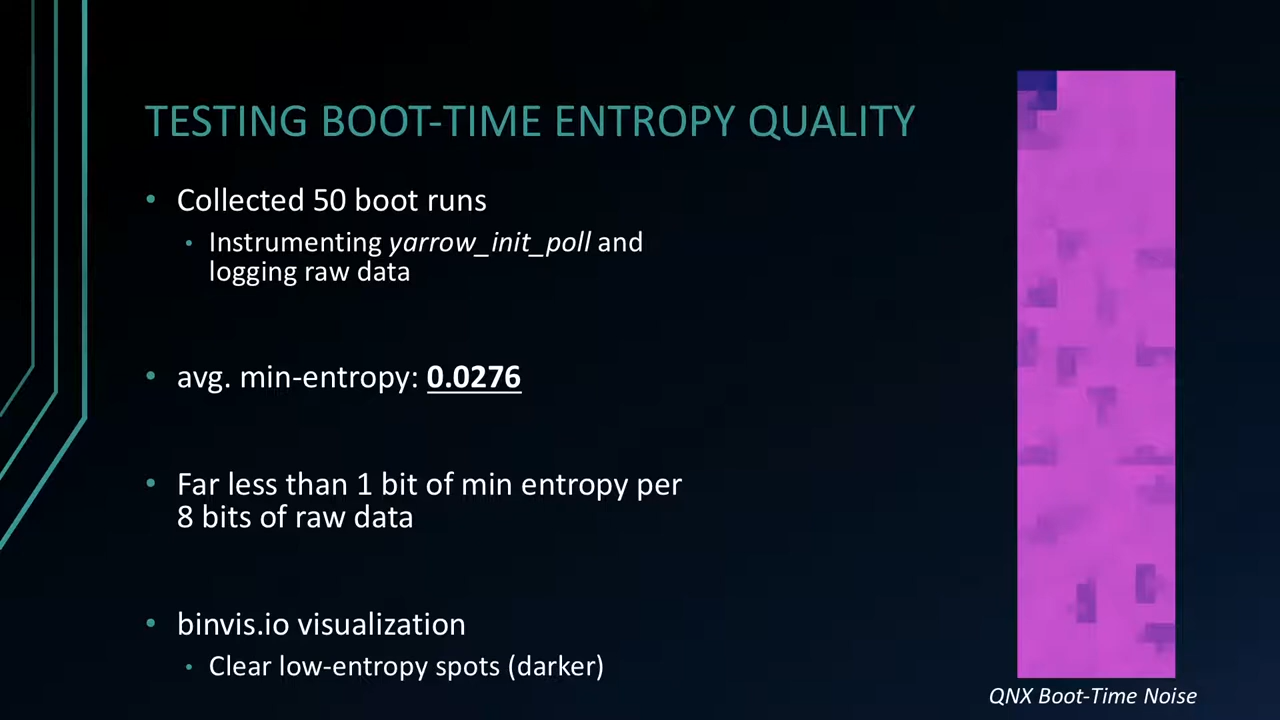 TESTING BOOT-TIME ENTROPY QUALITY
• Collected 50 boot runs
• Instrumenting yarrow_init_poll and
logging raw data
• avg. min-entropy: 0.0276
• Far less than 1 bit of min entropy per
8 bits of raw data
• binvis.io visualization
• Clear low-entropy spots (darker)
QNX Boot-Time Noise